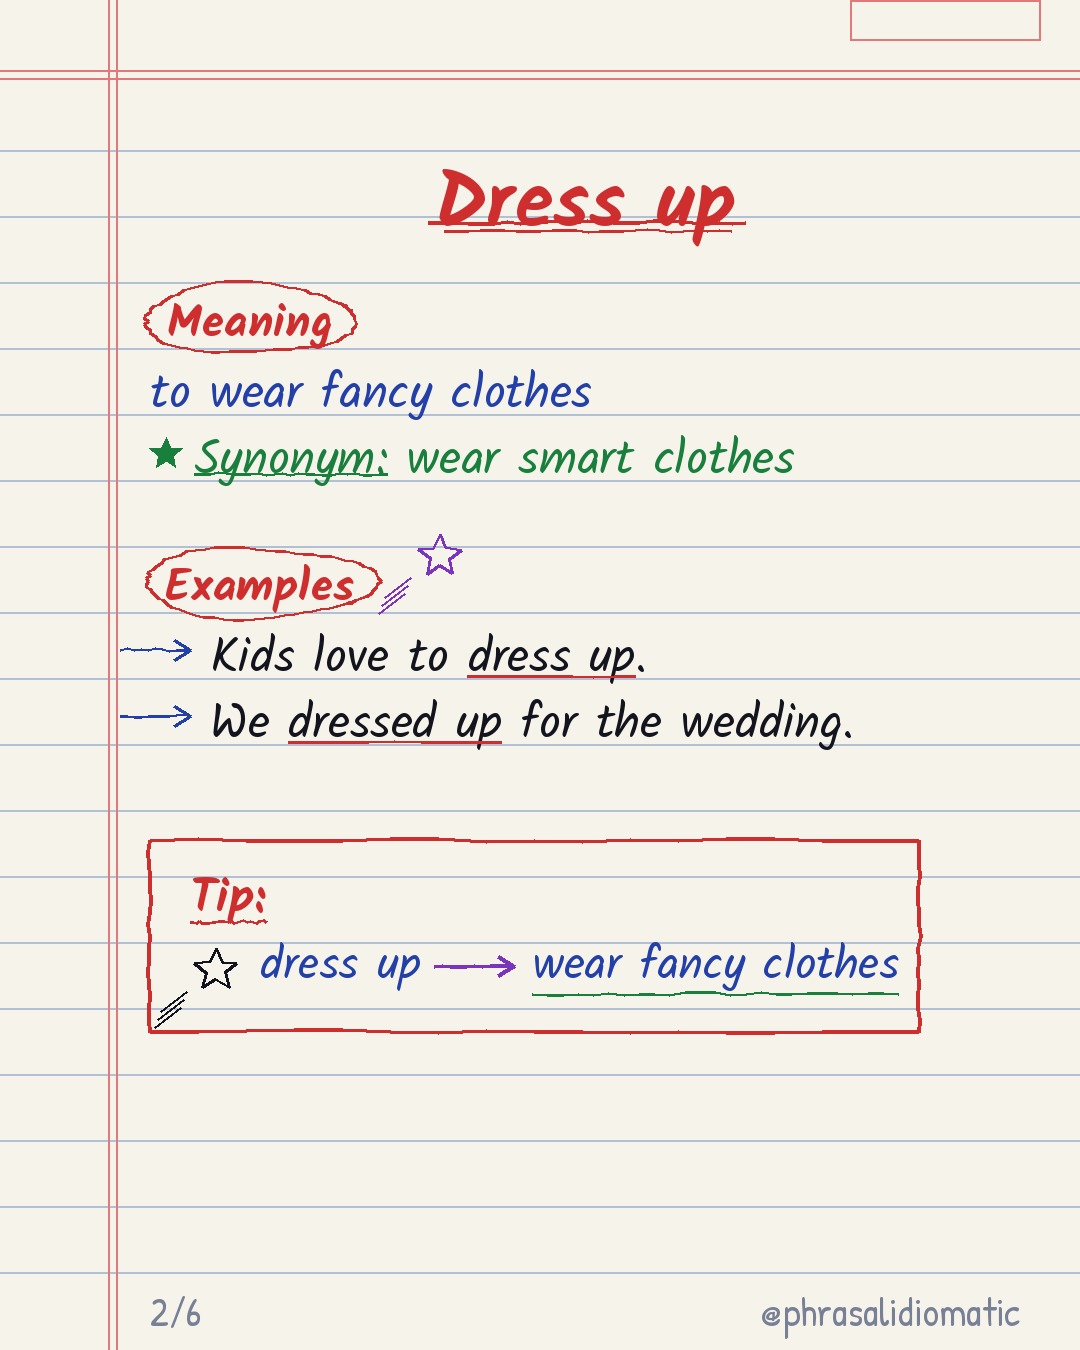 Dress up
Meaning
to wear fancy clothes
★ Synonym: wear smart clothes
Examples
→ Kids love to dress up.
→ We dressed up for the wedding.
Tip:
☆ dress up → wear fancy clothes
2/6
@phrasalidiomatic